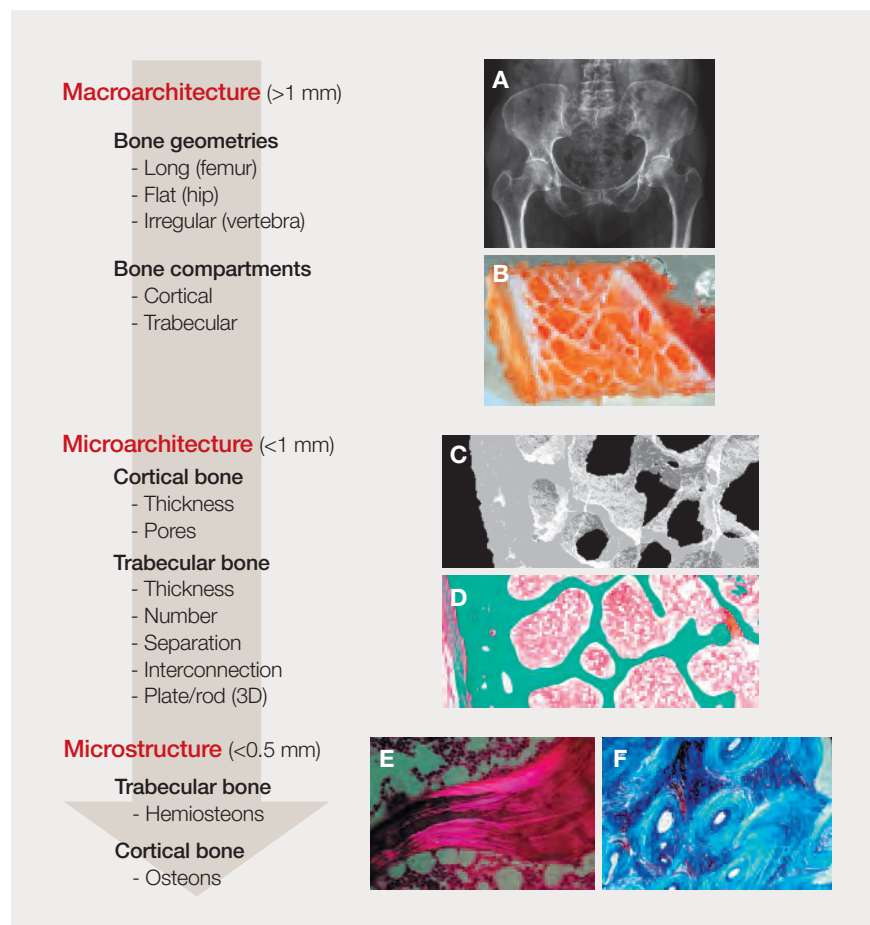 Macroarchitecture (>1 mm)
Bone geometries
- Long (femur)
- Flat (hip)
- Irregular (vertebra)
Bone compartments
- Cortical
- Trabecular
A
B
Microarchitecture (<1 mm)
Cortical bone
- Thickness
- Pores
Trabecular bone
- Thickness
- Number
- Separation
- Interconnection
- Plate/rod (3D)
C
D
Microstructure (<0.5 mm)
Trabecular bone
- Hemiosteons
Cortical bone
- Osteons
E
F